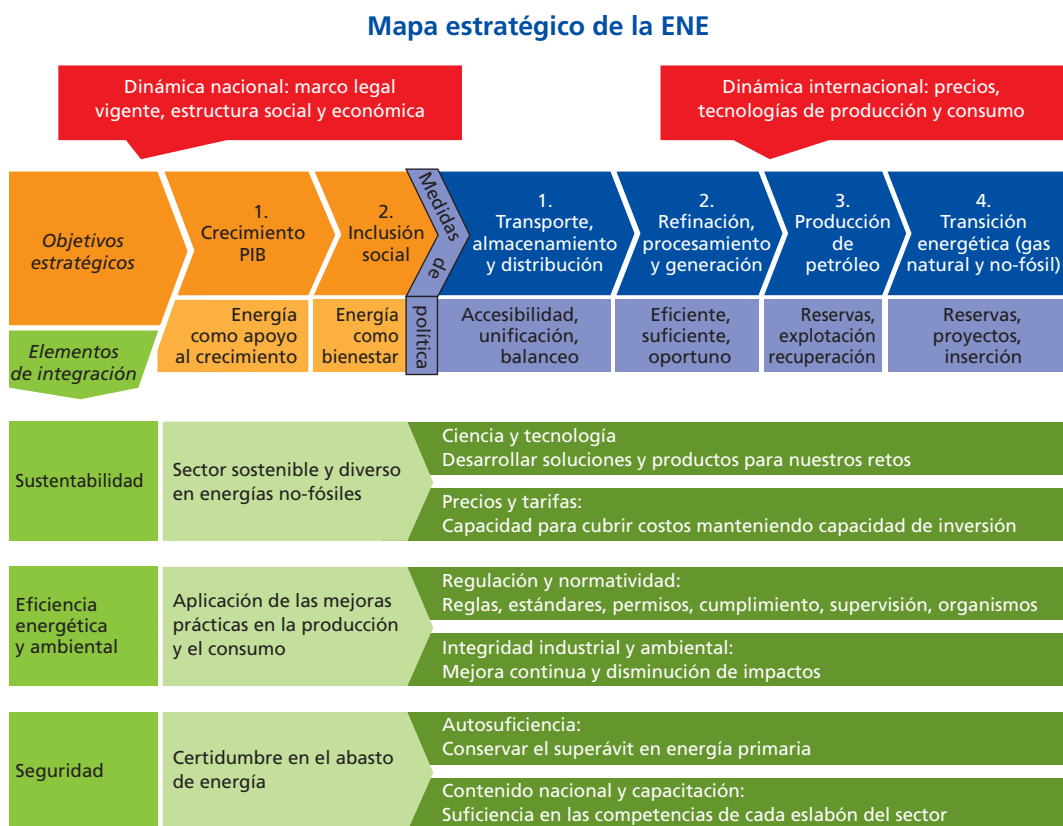 Mapa estratégico de la ENE
Dinámica nacional: marco legal
vigente, estructura social y económica
Dinámica internacional: precios,
tecnologías de producción y consumo
Objetivos
estratégicos
1.
Crecimiento
PIB
2.
Inclusión
social
Medidas de
política
1.
Transporte,
almacenamiento
y distribución
2.
Refinación,
procesamiento
y generación
3.
Producción
de
petróleo
4.
Transición
energética (gas
natural y no-fósil)
Energía
como apoyo
al crecimiento
Energía
como
bienestar
Accesibilidad,
unificación,
balanceo
Eficiente,
suficiente,
oportuno
Reservas,
explotación
recuperación
Reservas,
proyectos,
inserción
Elementos
de integración
Sustentabilidad
Sector sostenible y diverso
en energías no-fósiles
Ciencia y tecnología
Desarrollar soluciones y productos para nuestros retos
Precios y tarifas:
Capacidad para cubrir costos manteniendo capacidad de inversión
Eficiencia
energética
y ambiental
Aplicación de las mejoras
prácticas en la producción
y el consumo
Regulación y normatividad:
Reglas, estándares, permisos, cumplimiento, supervisión, organismos
Integridad industrial y ambiental:
Mejora continua y disminución de impactos
Seguridad
Certidumbre en el abasto
de energía
Autosuficiencia:
Conservar el superávit en energía primaria
Contenido nacional y capacitación:
Suficiencia en las competencias de cada eslabón del sector